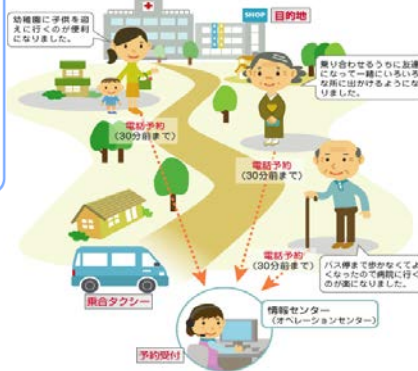 幼稚園に子供を迎
えに行くのが便利
になりました。
SHOP 目的地
乗り合わせるうちに友達
になって一緒にいろいろ
な所に出かけるようにな
りました。
電話予約
(30分前まで)
電話予約
(30分前まで)
電話予約
(30分前まで)
バス停まで歩かなくてよ
くなったので病院に行く
のが楽になりました。
乗合タクシー
情報センター
(オペレーションセンター)
予約受付